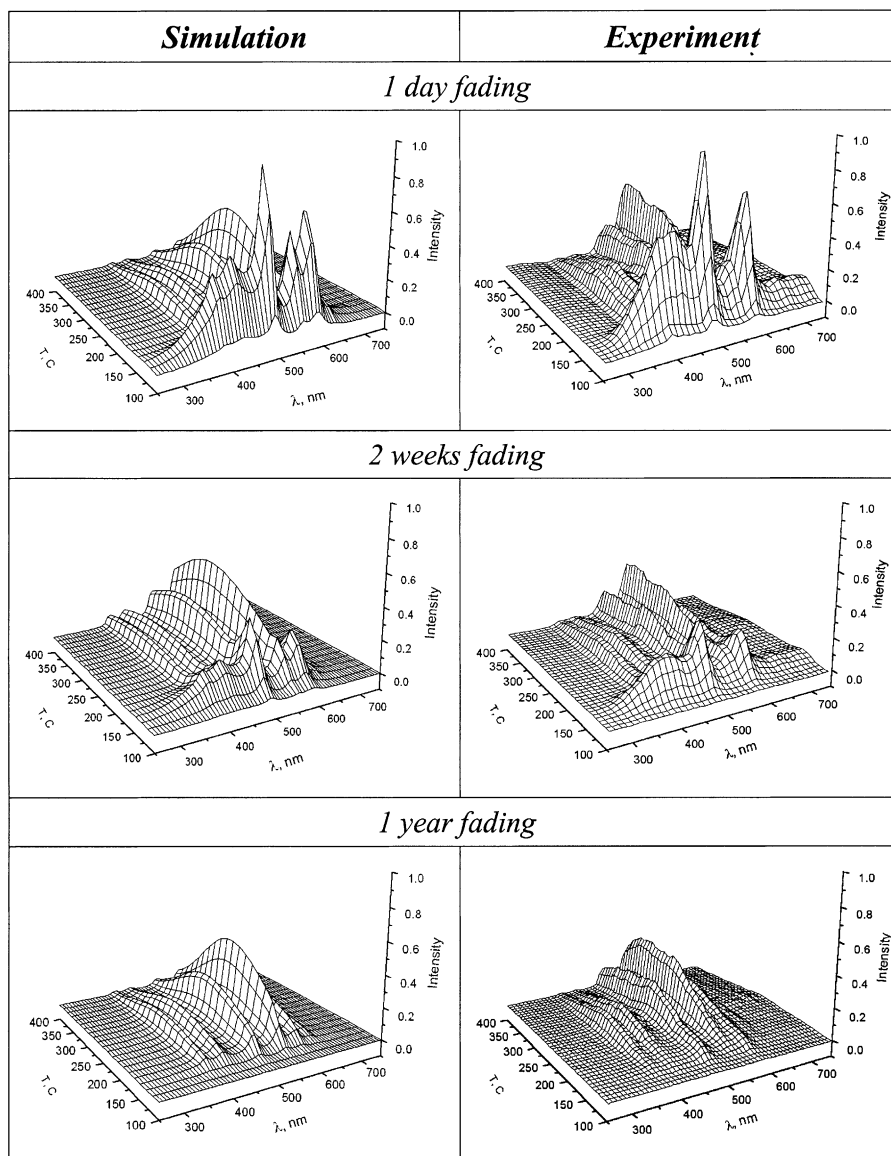 Simulation Experiment
1 day fading
1.0
0.8
0.6
0.4
0.2
0.0
Intensity
400
350
300
250
200
150
100
T, C
300 400 500 600 700
λ, nm
1.0
0.8
0.6
0.4
0.2
0.0
Intensity
400
350
300
250
200
150
100
T, C
300 400 500 600 700
λ, nm
2 weeks fading
1.0
0.8
0.6
0.4
0.2
0.0
Intensity
400
350
300
250
200
150
100
T, C
300 400 500 600 700
λ, nm
1.0
0.8
0.6
0.4
0.2
0.0
Intensity
400
350
300
250
200
150
100
T, C
300 400 500 600 700
λ, nm
1 year fading
1.0
0.8
0.6
0.4
0.2
0.0
Intensity
400
350
300
250
200
150
100
T, C
300 400 500 600 700
λ, nm
1.0
0.8
0.6
0.4
0.2
0.0
Intensity
400
350
300
250
200
150
100
T, C
300 400 500 600 700
λ, nm